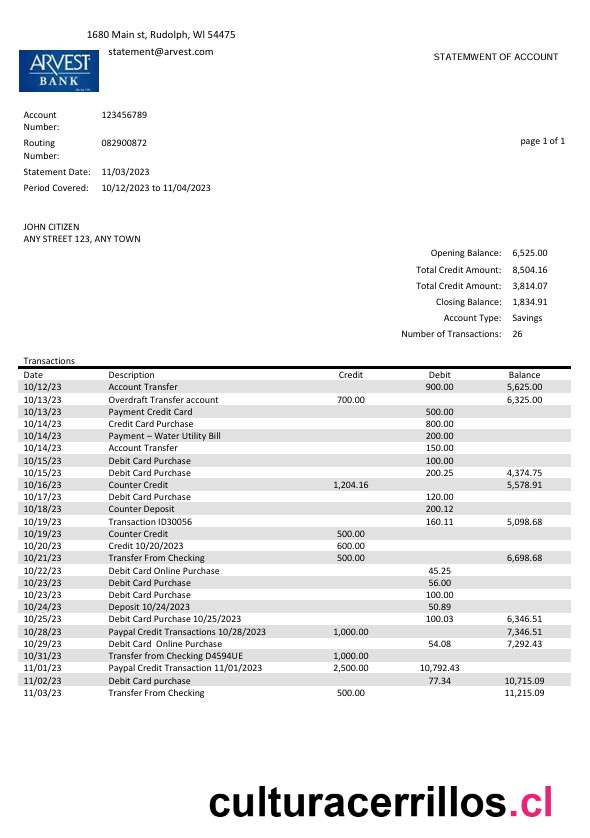 1680 Main st, Rudolph, Wl 54475
statement@arvest.com
STATEMWENT OF ACCOUNT
ARVEST
BANK
Account Number: 123456789
Routing Number: 082900872
page 1 of 1
Statement Date: 11/03/2023
Period Covered: 10/12/2023 to 11/04/2023
JOHN CITIZEN
ANY STREET 123, ANY TOWN
Opening Balance: 6,525.00
Total Credit Amount: 8,504.16
Total Credit Amount: 3,814.07
Closing Balance: 1,834.91
Account Type: Savings
Number of Transactions: 26
Transactions
Date Description Credit Debit Balance
10/12/23 Account Transfer 900.00 5,625.00
10/13/23 Overdraft Transfer account 700.00 6,325.00
10/13/23 Payment Credit Card 500.00
10/14/23 Credit Card Purchase 800.00
10/14/23 Payment – Water Utility Bill 200.00
10/14/23 Account Transfer 150.00
10/15/23 Debit Card Purchase 100.00
10/15/23 Debit Card Purchase 200.25 4,374.75
10/16/23 Counter Credit 1,204.16 5,578.91
10/17/23 Debit Card Purchase 120.00
10/18/23 Counter Deposit 200.12
10/19/23 Transaction ID30056 160.11 5,098.68
10/19/23 Counter Credit 500.00
10/20/23 Credit 10/20/2023 600.00
10/21/23 Transfer From Checking 500.00 6,698.68
10/22/23 Debit Card Online Purchase 45.25
10/23/23 Debit Card Purchase 56.00
10/23/23 Debit Card Purchase 100.00
10/24/23 Deposit 10/24/2023 50.89
10/25/23 Debit Card Purchase 10/25/2023 100.03 6,346.51
10/28/23 Paypal Credit Transactions 10/28/2023 1,000.00 7,346.51
10/29/23 Debit Card Online Purchase 54.08 7,292.43
10/31/23 Transfer from Checking D4594UE 1,000.00
11/01/23 Paypal Credit Transaction 11/01/2023 2,500.00 10,792.43
11/02/23 Debit Card purchase 77.34 10,715.09
11/03/23 Transfer From Checking 500.00 11,215.09
culturacerrillos.cl